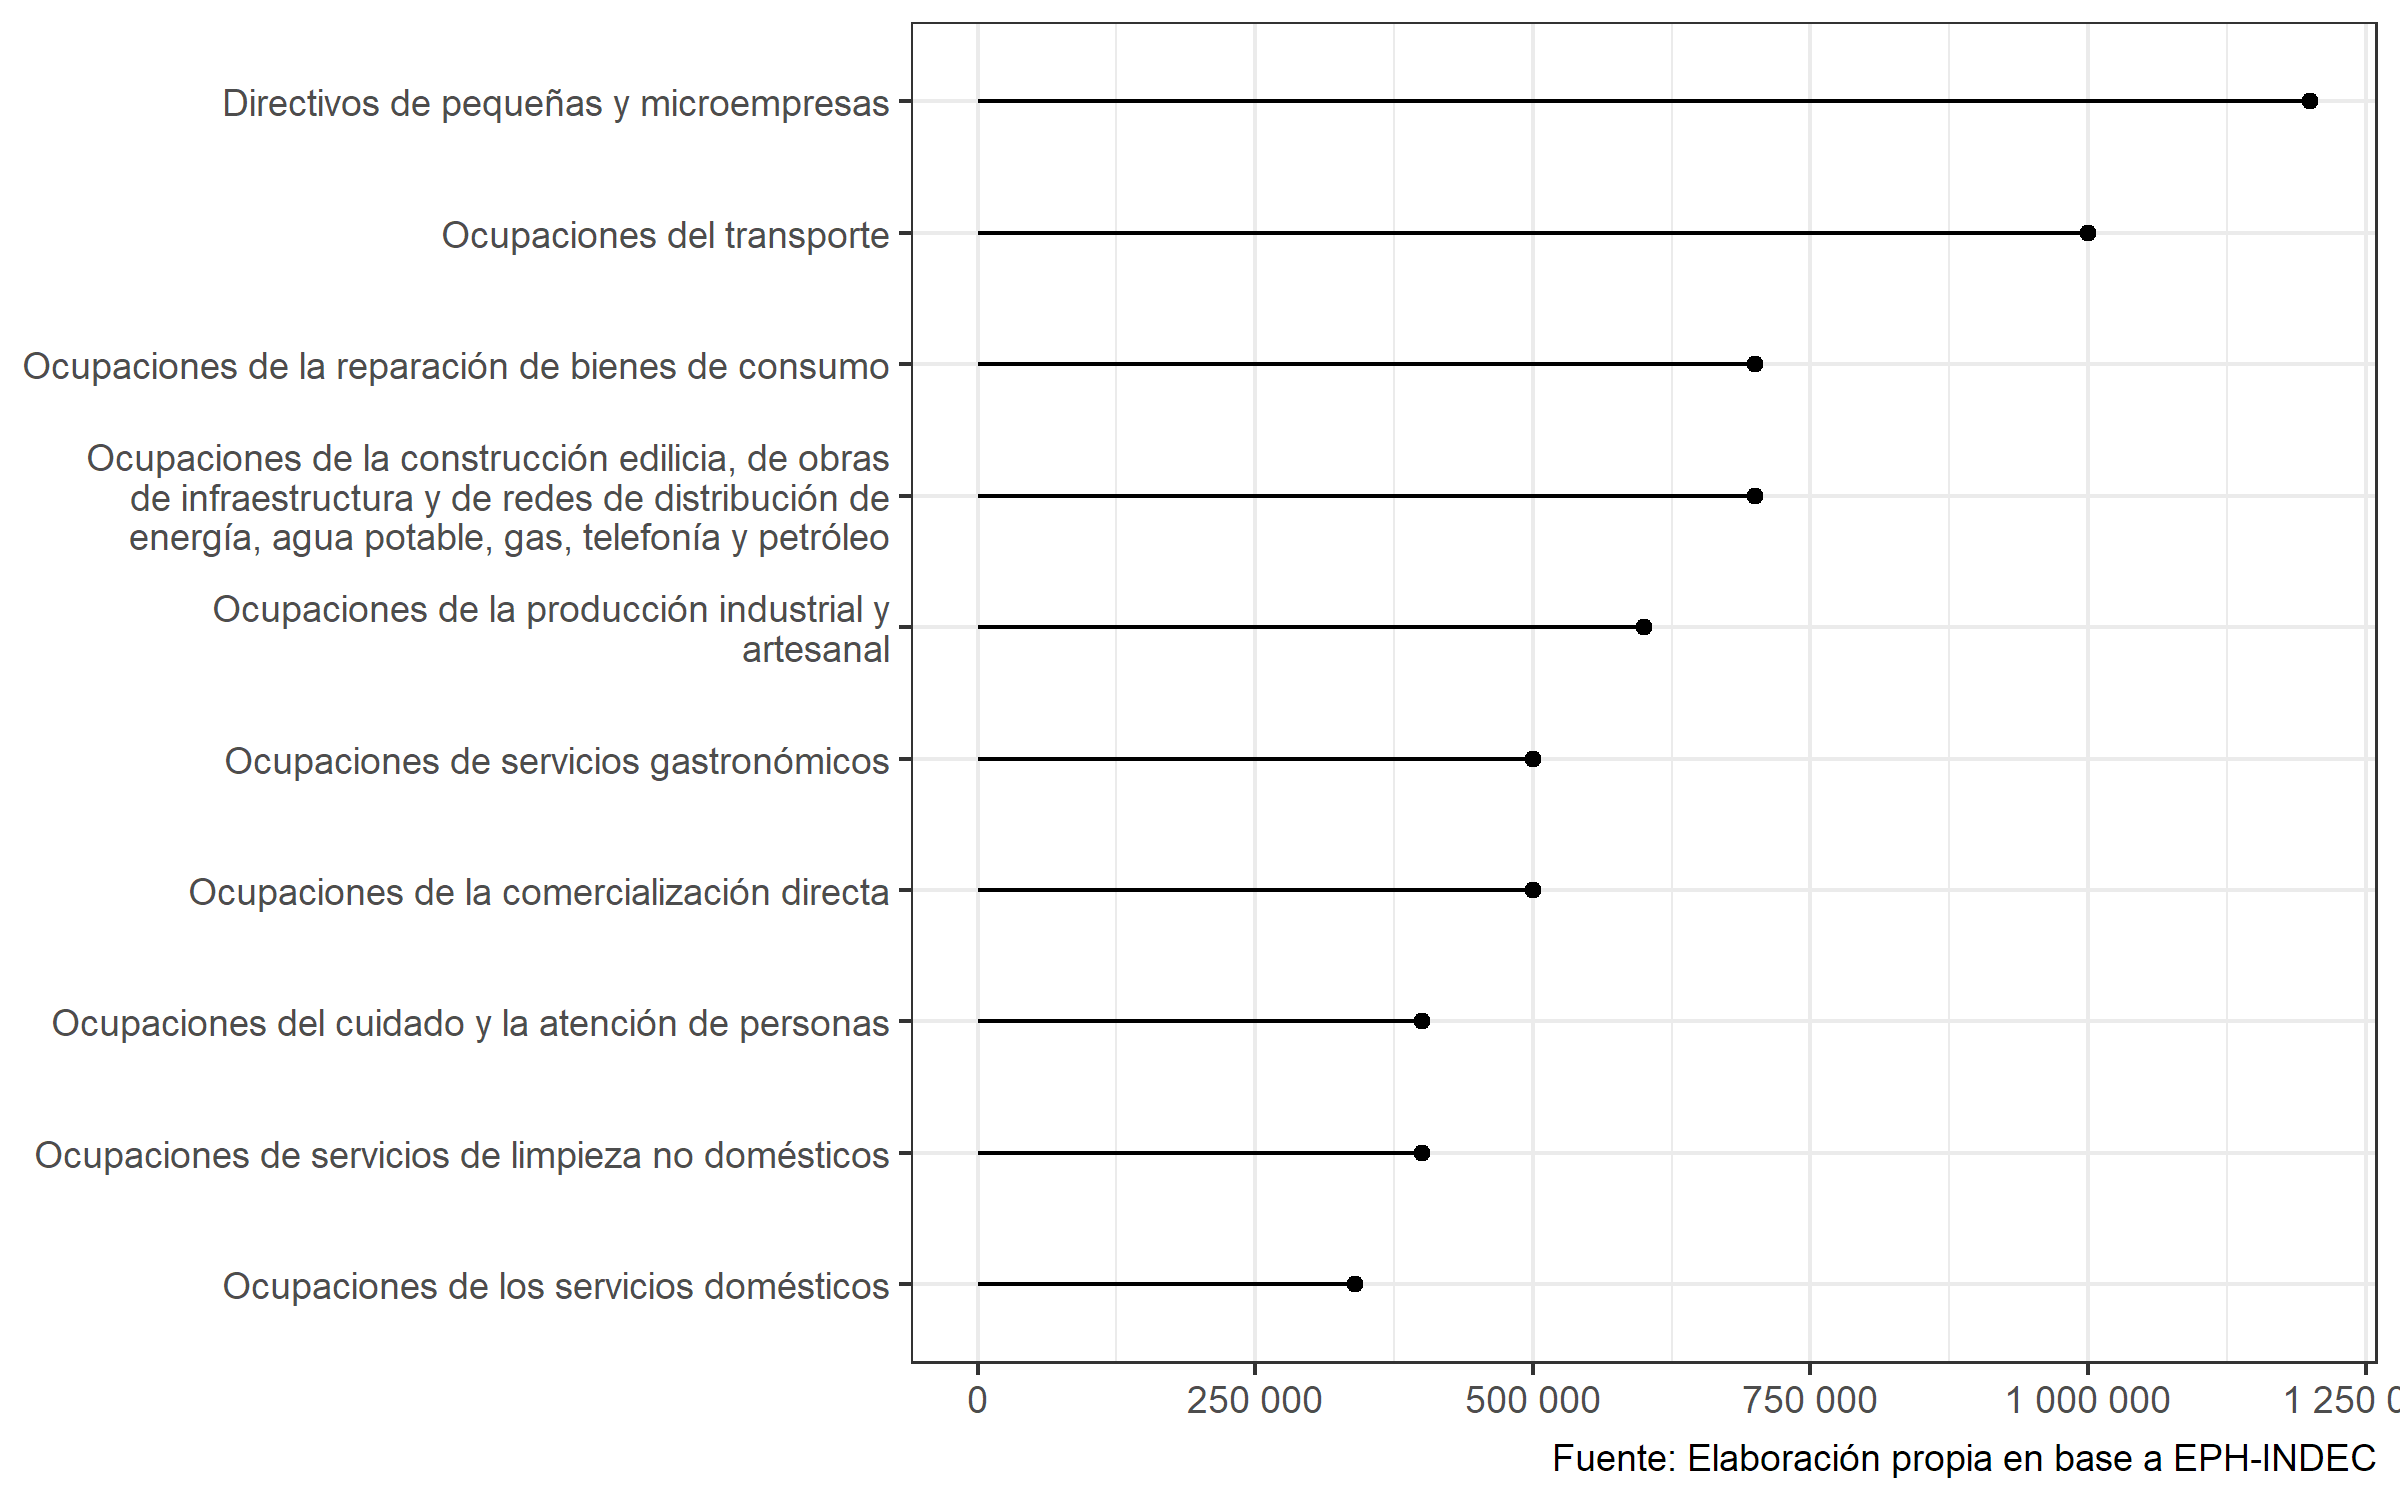 Directivos de pequeñas y microempresas
Ocupaciones del transporte
Ocupaciones de la reparación de bienes de consumo
Ocupaciones de la construcción edilicia, de obras
de infraestructura y de redes de distribución de
energía, agua potable, gas, telefonía y petróleo
Ocupaciones de la producción industrial y
artesanal
Ocupaciones de servicios gastronómicos
Ocupaciones de la comercialización directa
Ocupaciones del cuidado y la atención de personas
Ocupaciones de servicios de limpieza no domésticos
Ocupaciones de los servicios domésticos
0 250 000 500 000 750 000 1 000 000 1 250 0
Fuente: Elaboración propia en base a EPH-INDEC